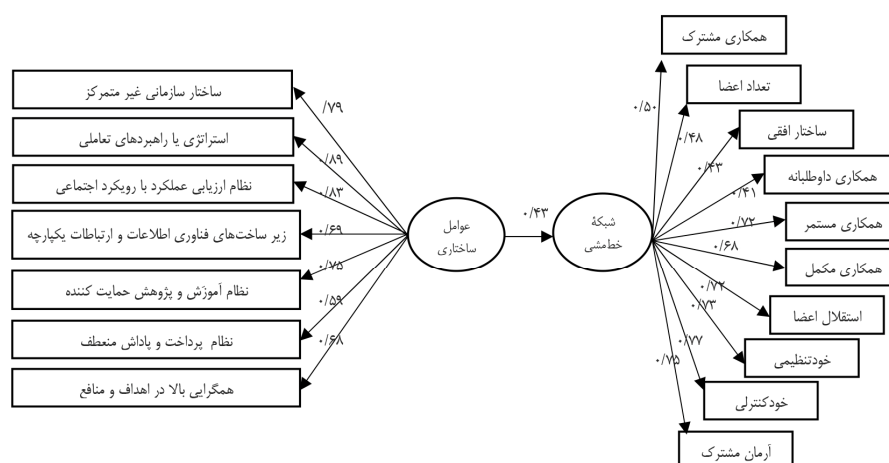 همکاری مشترک
تعداد اعضا
ساختار افقی
همکاری داوطلبانه
همکاری مستمر
همکاری مکمل
استقلال اعضا
خودتنظیمی
خودکنترلی
آرمان مشترک
۰/۵۰
۰/۴۸
۰/۴۳
۰/۴۱
۰/۷۲
۰/۶۸
۰/۷۲
۰/۷۳
۰/۷۷
۰/۷۵
شبکۀ
خط‌مشی
۰/۴۳
عوامل
ساختاری
۰/۷۹
۰/۸۹
۰/۸۳
۰/۶۹
۰/۷۵
۰/۵۹
۰/۶۸
ساختار سازمانی غیر متمرکز
استراتژی یا راهبردهای تعاملی
نظام ارزیابی عملکرد با رویکرد اجتماعی
زیر ساخت‌های فناوری اطلاعات و ارتباطات یکپارچه
نظام آموزش و پژوهش حمایت کننده
نظام پرداخت و پاداش منعطف
همگرایی بالا در اهداف و منافع